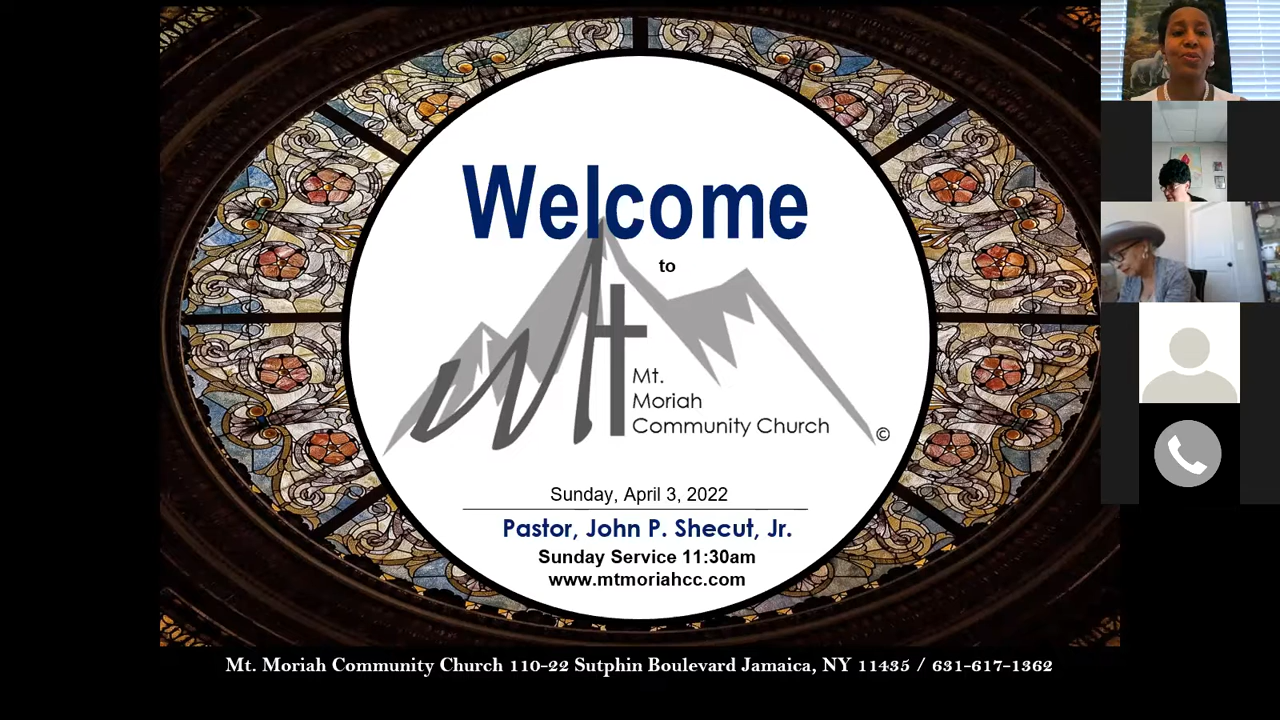 Welcome
to
Mt.
Moriah
Community Church
©
Sunday, April 3, 2022
Pastor, John P. Shecut, Jr.
Sunday Service 11:30am
www.mtmoriahcc.com
Mt. Moriah Community Church 110-22 Sutphin Boulevard Jamaica, NY 11435 / 631-617-1362